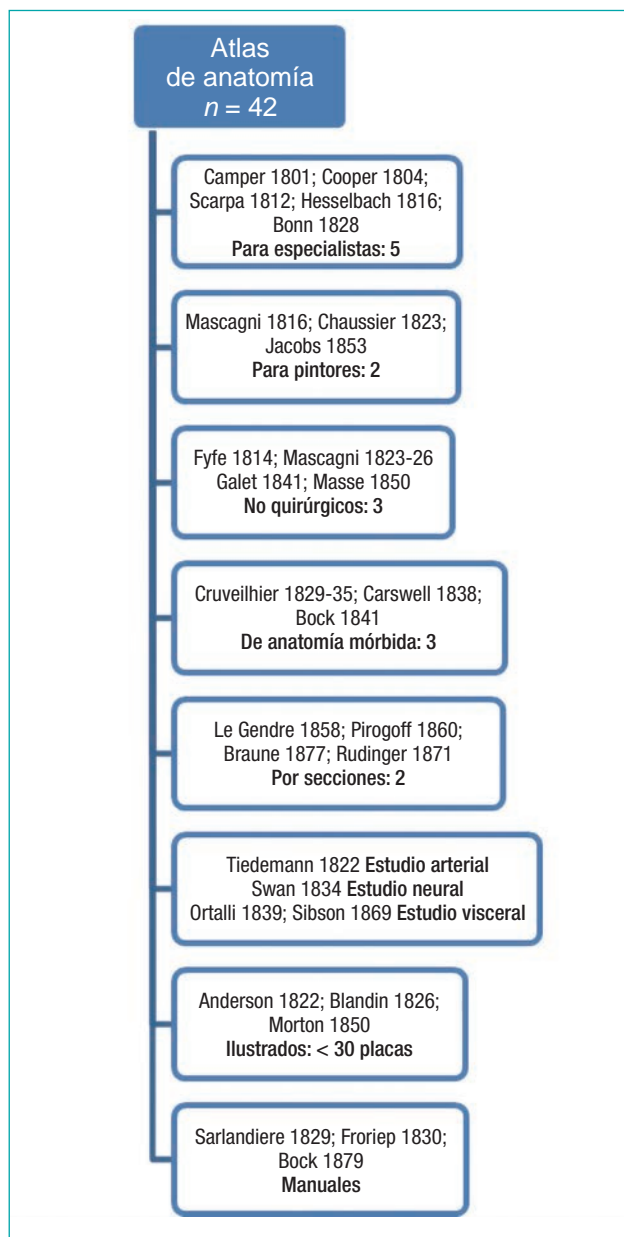 Atlas
de anatomía
n = 42
Camper 1801; Cooper 1804;
Scarpa 1812; Hesselbach 1816;
Bonn 1828
Para especialistas: 5
Mascagni 1816; Chaussier 1823;
Jacobs 1853
Para pintores: 2
Fyfe 1814; Mascagni 1823-26
Galet 1841; Masse 1850
No quirúrgicos: 3
Cruveilhier 1829-35; Carswell 1838;
Bock 1841
De anatomía mórbida: 3
Le Gendre 1858; Pirogoff 1860;
Braune 1877; Rudinger 1871
Por secciones: 2
Tiedemann 1822 Estudio arterial
Swan 1834 Estudio neural
Ortalli 1839; Sibson 1869 Estudio visceral
Anderson 1822; Blandin 1826;
Morton 1850
Ilustrados: < 30 placas
Sarlandiere 1829; Froriep 1830;
Bock 1879
Manuales